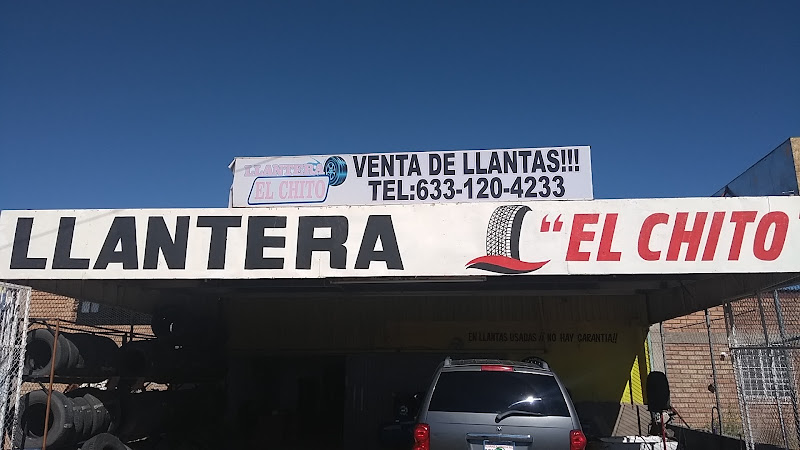 LLANTERA
EL CHITO
VENTA DE LLANTAS!!!
TEL:633-120-4233
LLANTERA "EL CHITO"
EN LLANTAS USADAS NO HAY GARANTIA!!